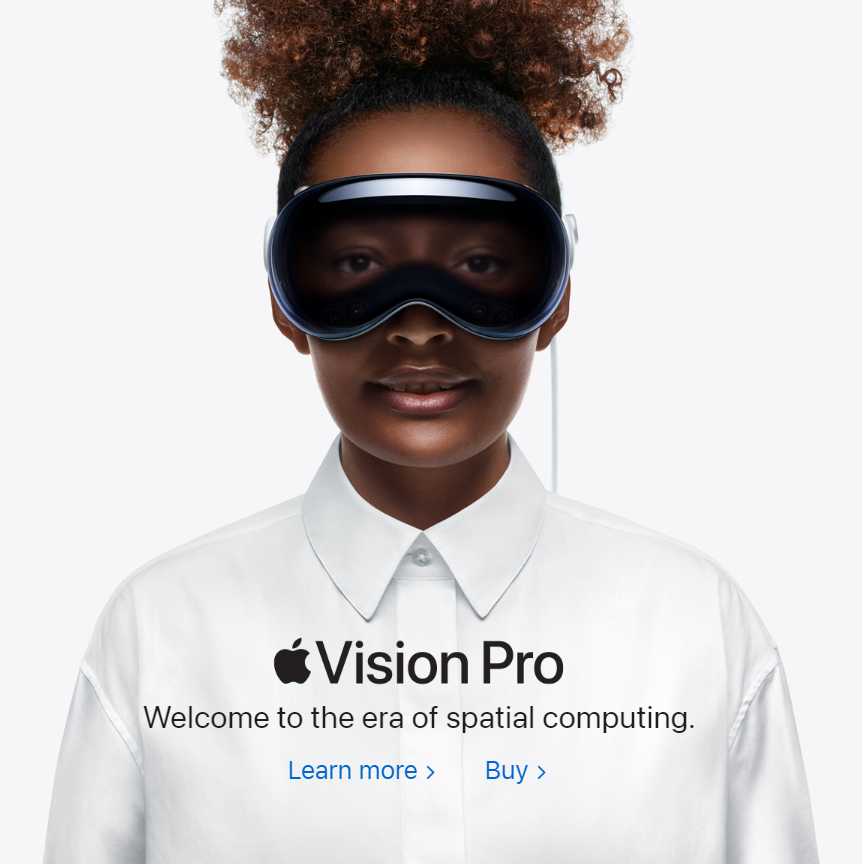 Vision Pro
Welcome to the era of spatial computing.
Learn more >
Buy >